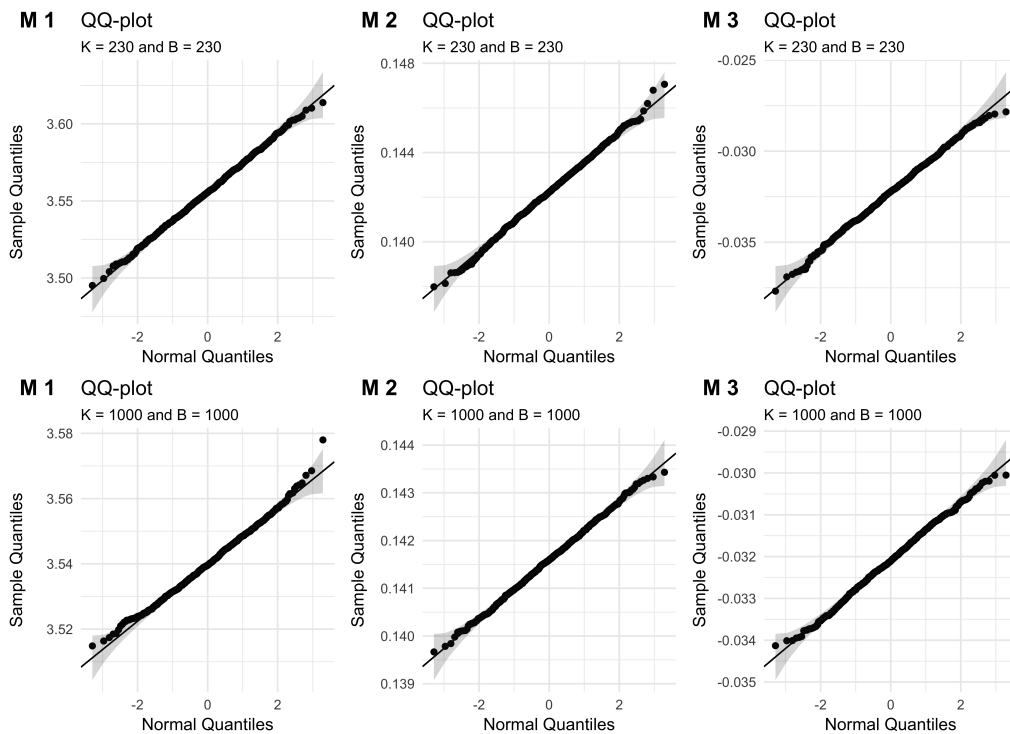 M 1 QQ-plot
K = 230 and B = 230
3.60
3.55
3.50
Sample Quantiles
-2 0 2
Normal Quantiles
M 2 QQ-plot
K = 230 and B = 230
0.148
0.144
0.140
Sample Quantiles
-2 0 2
Normal Quantiles
M 3 QQ-plot
K = 230 and B = 230
-0.025
-0.030
-0.035
Sample Quantiles
-2 0 2
Normal Quantiles
M 1 QQ-plot
K = 1000 and B = 1000
3.58
3.56
3.54
3.52
Sample Quantiles
-2 0 2
Normal Quantiles
M 2 QQ-plot
K = 1000 and B = 1000
0.144
0.143
0.142
0.141
0.140
0.139
Sample Quantiles
-2 0 2
Normal Quantiles
M 3 QQ-plot
K = 1000 and B = 1000
-0.029
-0.030
-0.031
-0.032
-0.033
-0.034
-0.035
Sample Quantiles
-2 0 2
Normal Quantiles